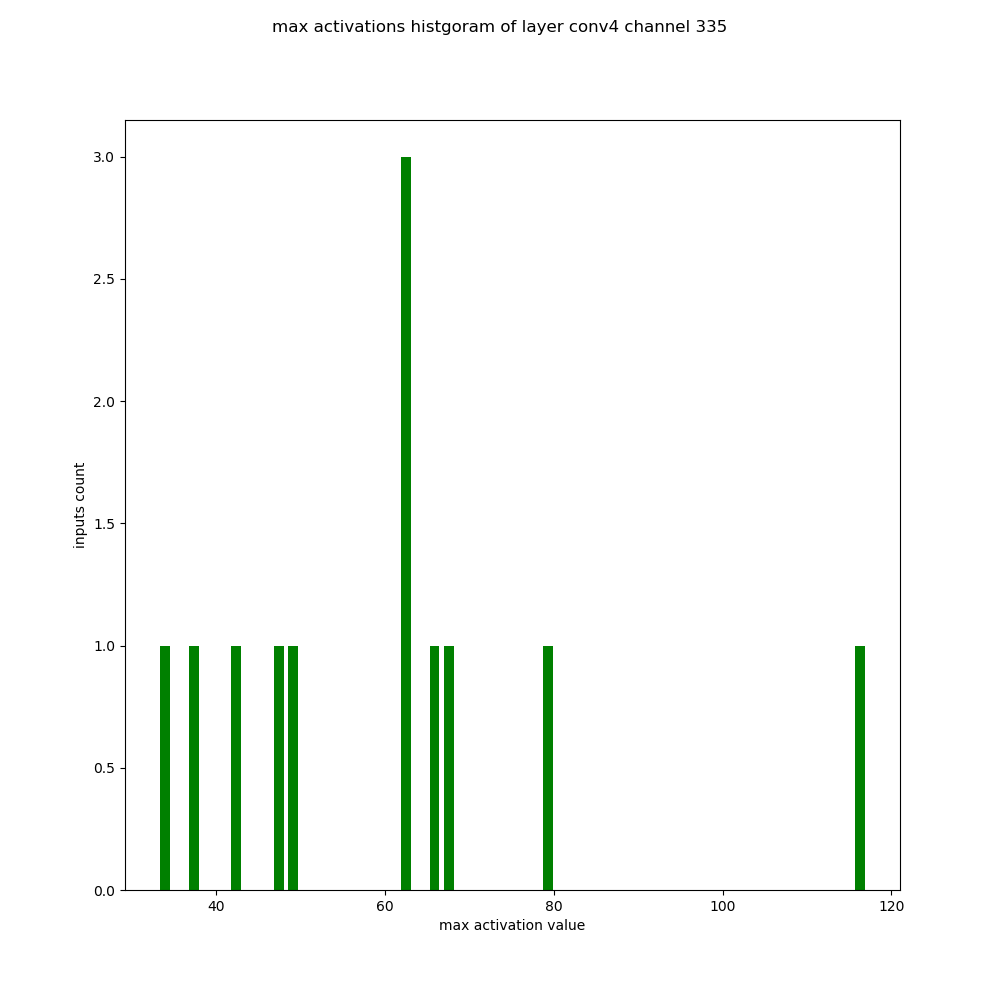 max activations histgoram of layer conv4 channel 335
3.0
2.5
2.0
1.5
1.0
0.5
0.0
inputs count
40 60 80 100 120
max activation value